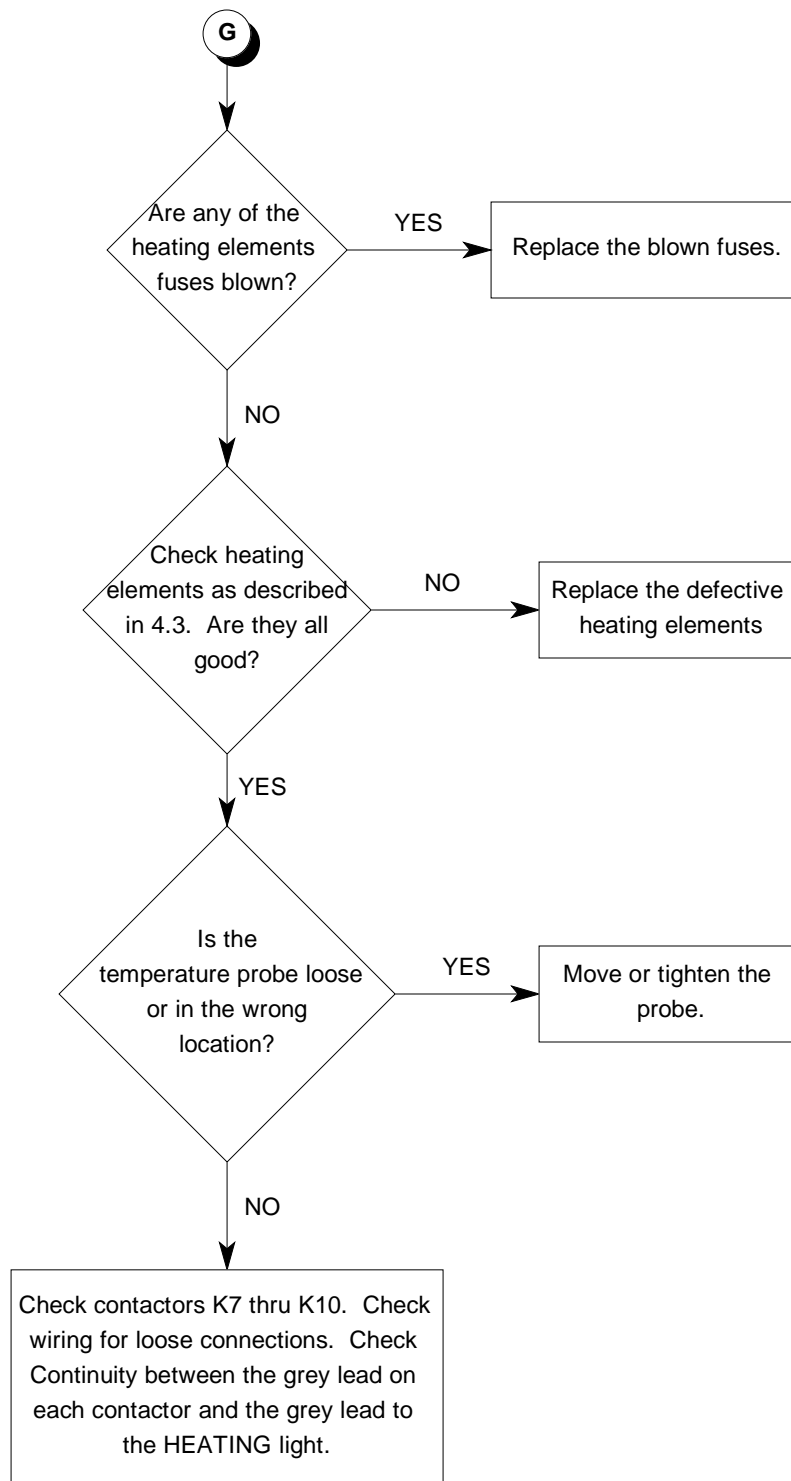 G
Are any of the
heating elements
fuses blown?
YES
Replace the blown fuses.
NO
Check heating
elements as described
in 4.3.  Are they all
good?
NO
Replace the defective
heating elements
YES
Is the
temperature probe loose
or in the wrong
location?
YES
Move or tighten the
probe.
NO
Check contactors K7 thru K10.  Check
wiring for loose connections.  Check
Continuity between the grey lead on
each contactor and the grey lead to
the HEATING light.